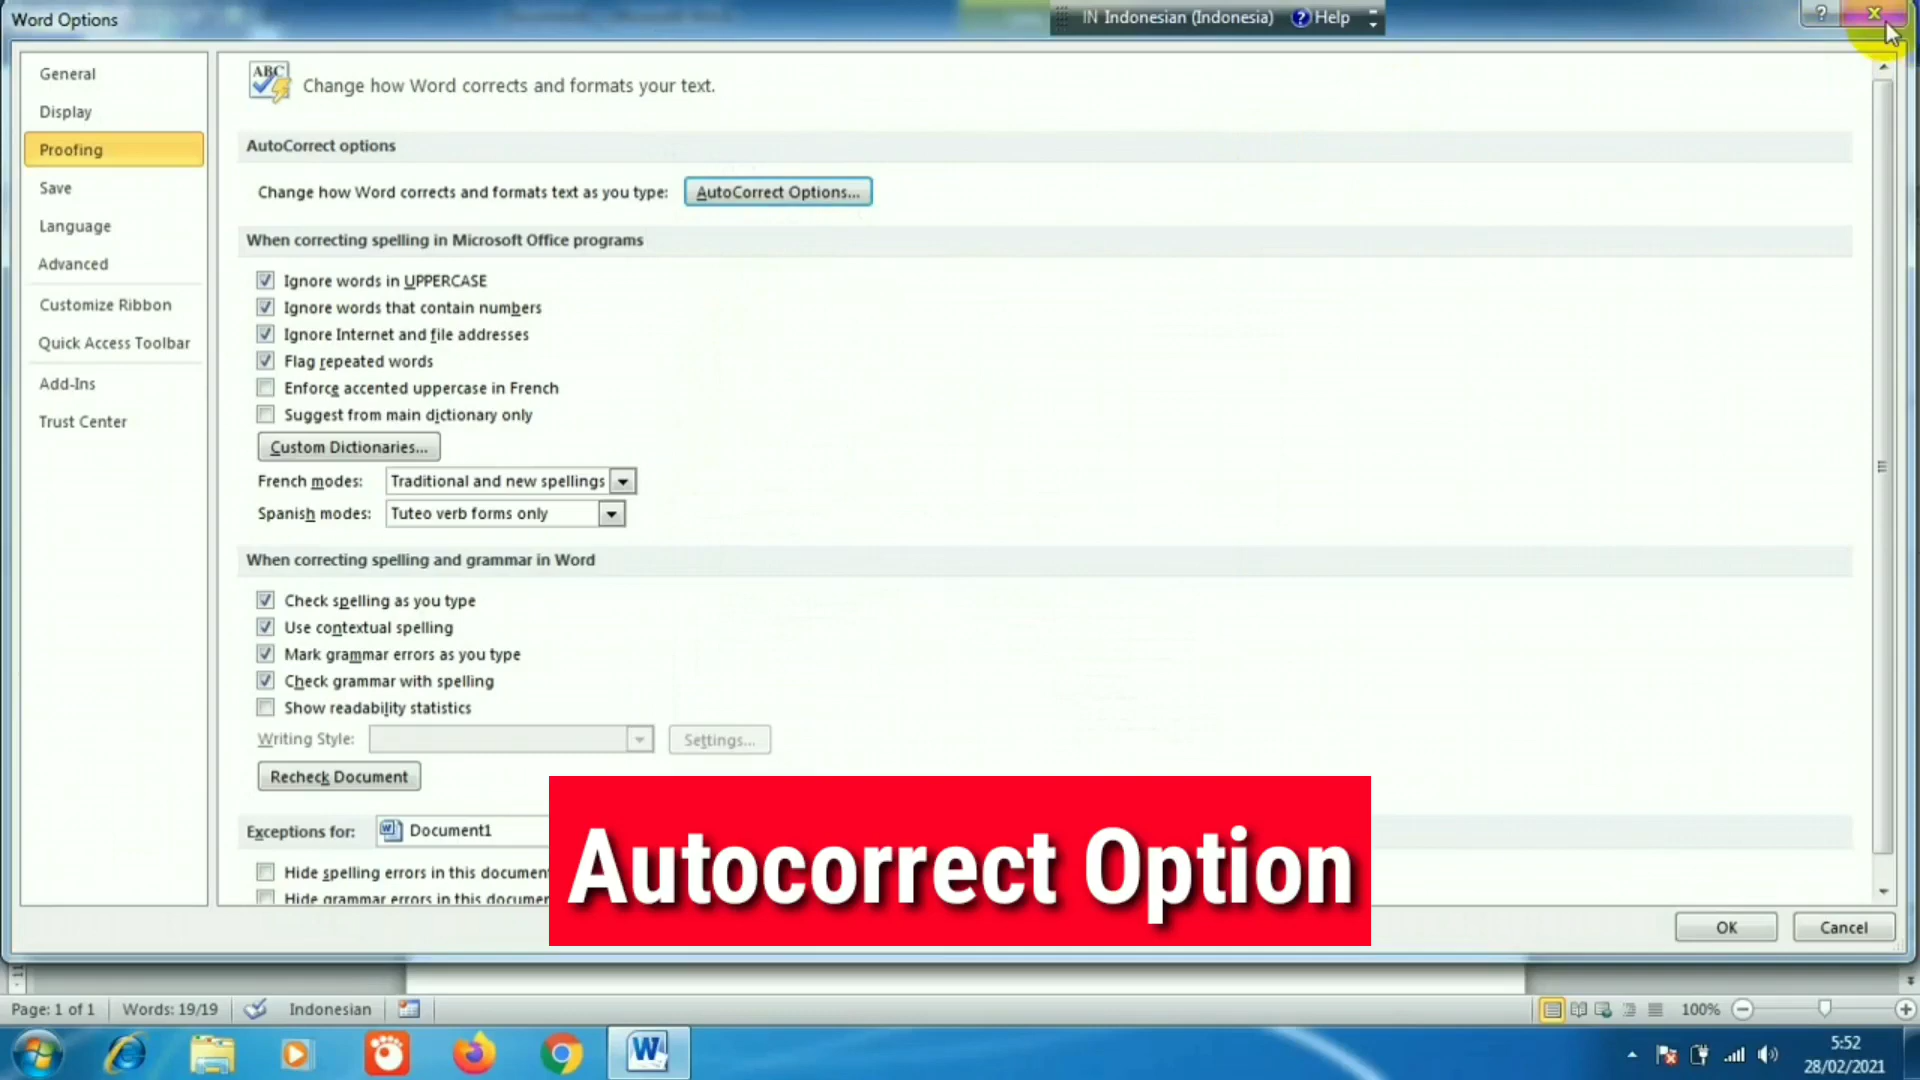 Word Options
IN Indonesian (Indonesia) Help
General
Display
Proofing
Save
Language
Advanced
Customize Ribbon
Quick Access Toolbar
Add-Ins
Trust Center
ABC
Change how Word corrects and formats your text.
AutoCorrect options
Change how Word corrects and formats text as you type: AutoCorrect Options...
When correcting spelling in Microsoft Office programs
Ignore words in UPPERCASE
Ignore words that contain numbers
Ignore Internet and file addresses
Flag repeated words
Enforce accented uppercase in French
Suggest from main dictionary only
Custom Dictionaries...
French modes: Traditional and new spellings
Spanish modes: Tuteo verb forms only
When correcting spelling and grammar in Word
Check spelling as you type
Use contextual spelling
Mark grammar errors as you type
Check grammar with spelling
Show readability statistics
Writing Style: Settings...
Recheck Document
Exceptions for: Document1
Hide spelling errors in this document
Hide grammar errors in this documen
Autocorrect Option
OK Cancel
Page: 1 of 1 Words: 19/19 Indonesian 100%
5:52
28/02/2021